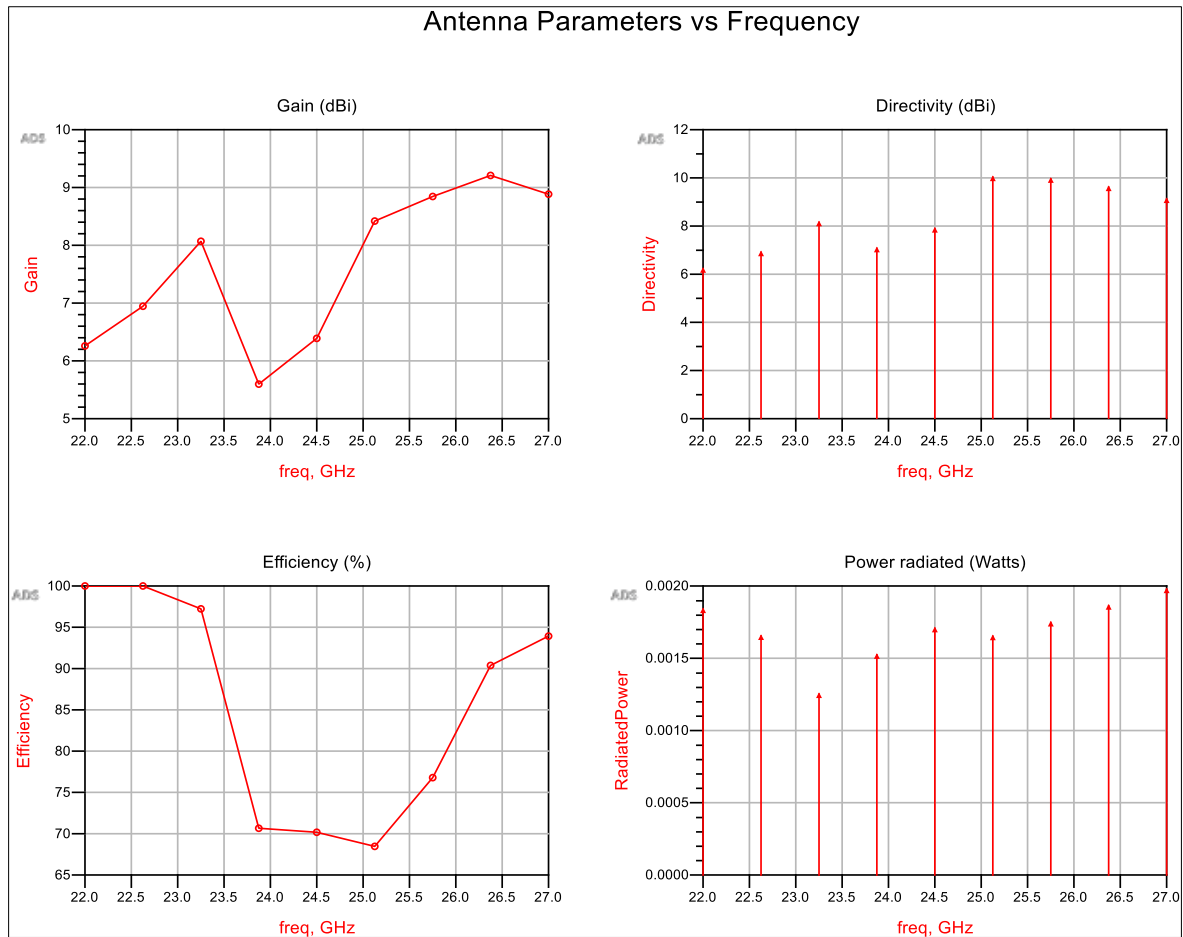 Antenna Parameters vs Frequency
Gain (dBi)
ADS
10
9
8
7
6
5
Gain
22.0 22.5 23.0 23.5 24.0 24.5 25.0 25.5 26.0 26.5 27.0
freq, GHz
Directivity (dBi)
ADS
12
10
8
6
4
2
0
Directivity
22.0 22.5 23.0 23.5 24.0 24.5 25.0 25.5 26.0 26.5 27.0
freq, GHz
Efficiency (%)
ADS
100
95
90
85
80
75
70
65
Efficiency
22.0 22.5 23.0 23.5 24.0 24.5 25.0 25.5 26.0 26.5 27.0
freq, GHz
Power radiated (Watts)
ADS
0.0020
0.0015
0.0010
0.0005
0.0000
RadiatedPower
22.0 22.5 23.0 23.5 24.0 24.5 25.0 25.5 26.0 26.5 27.0
freq, GHz